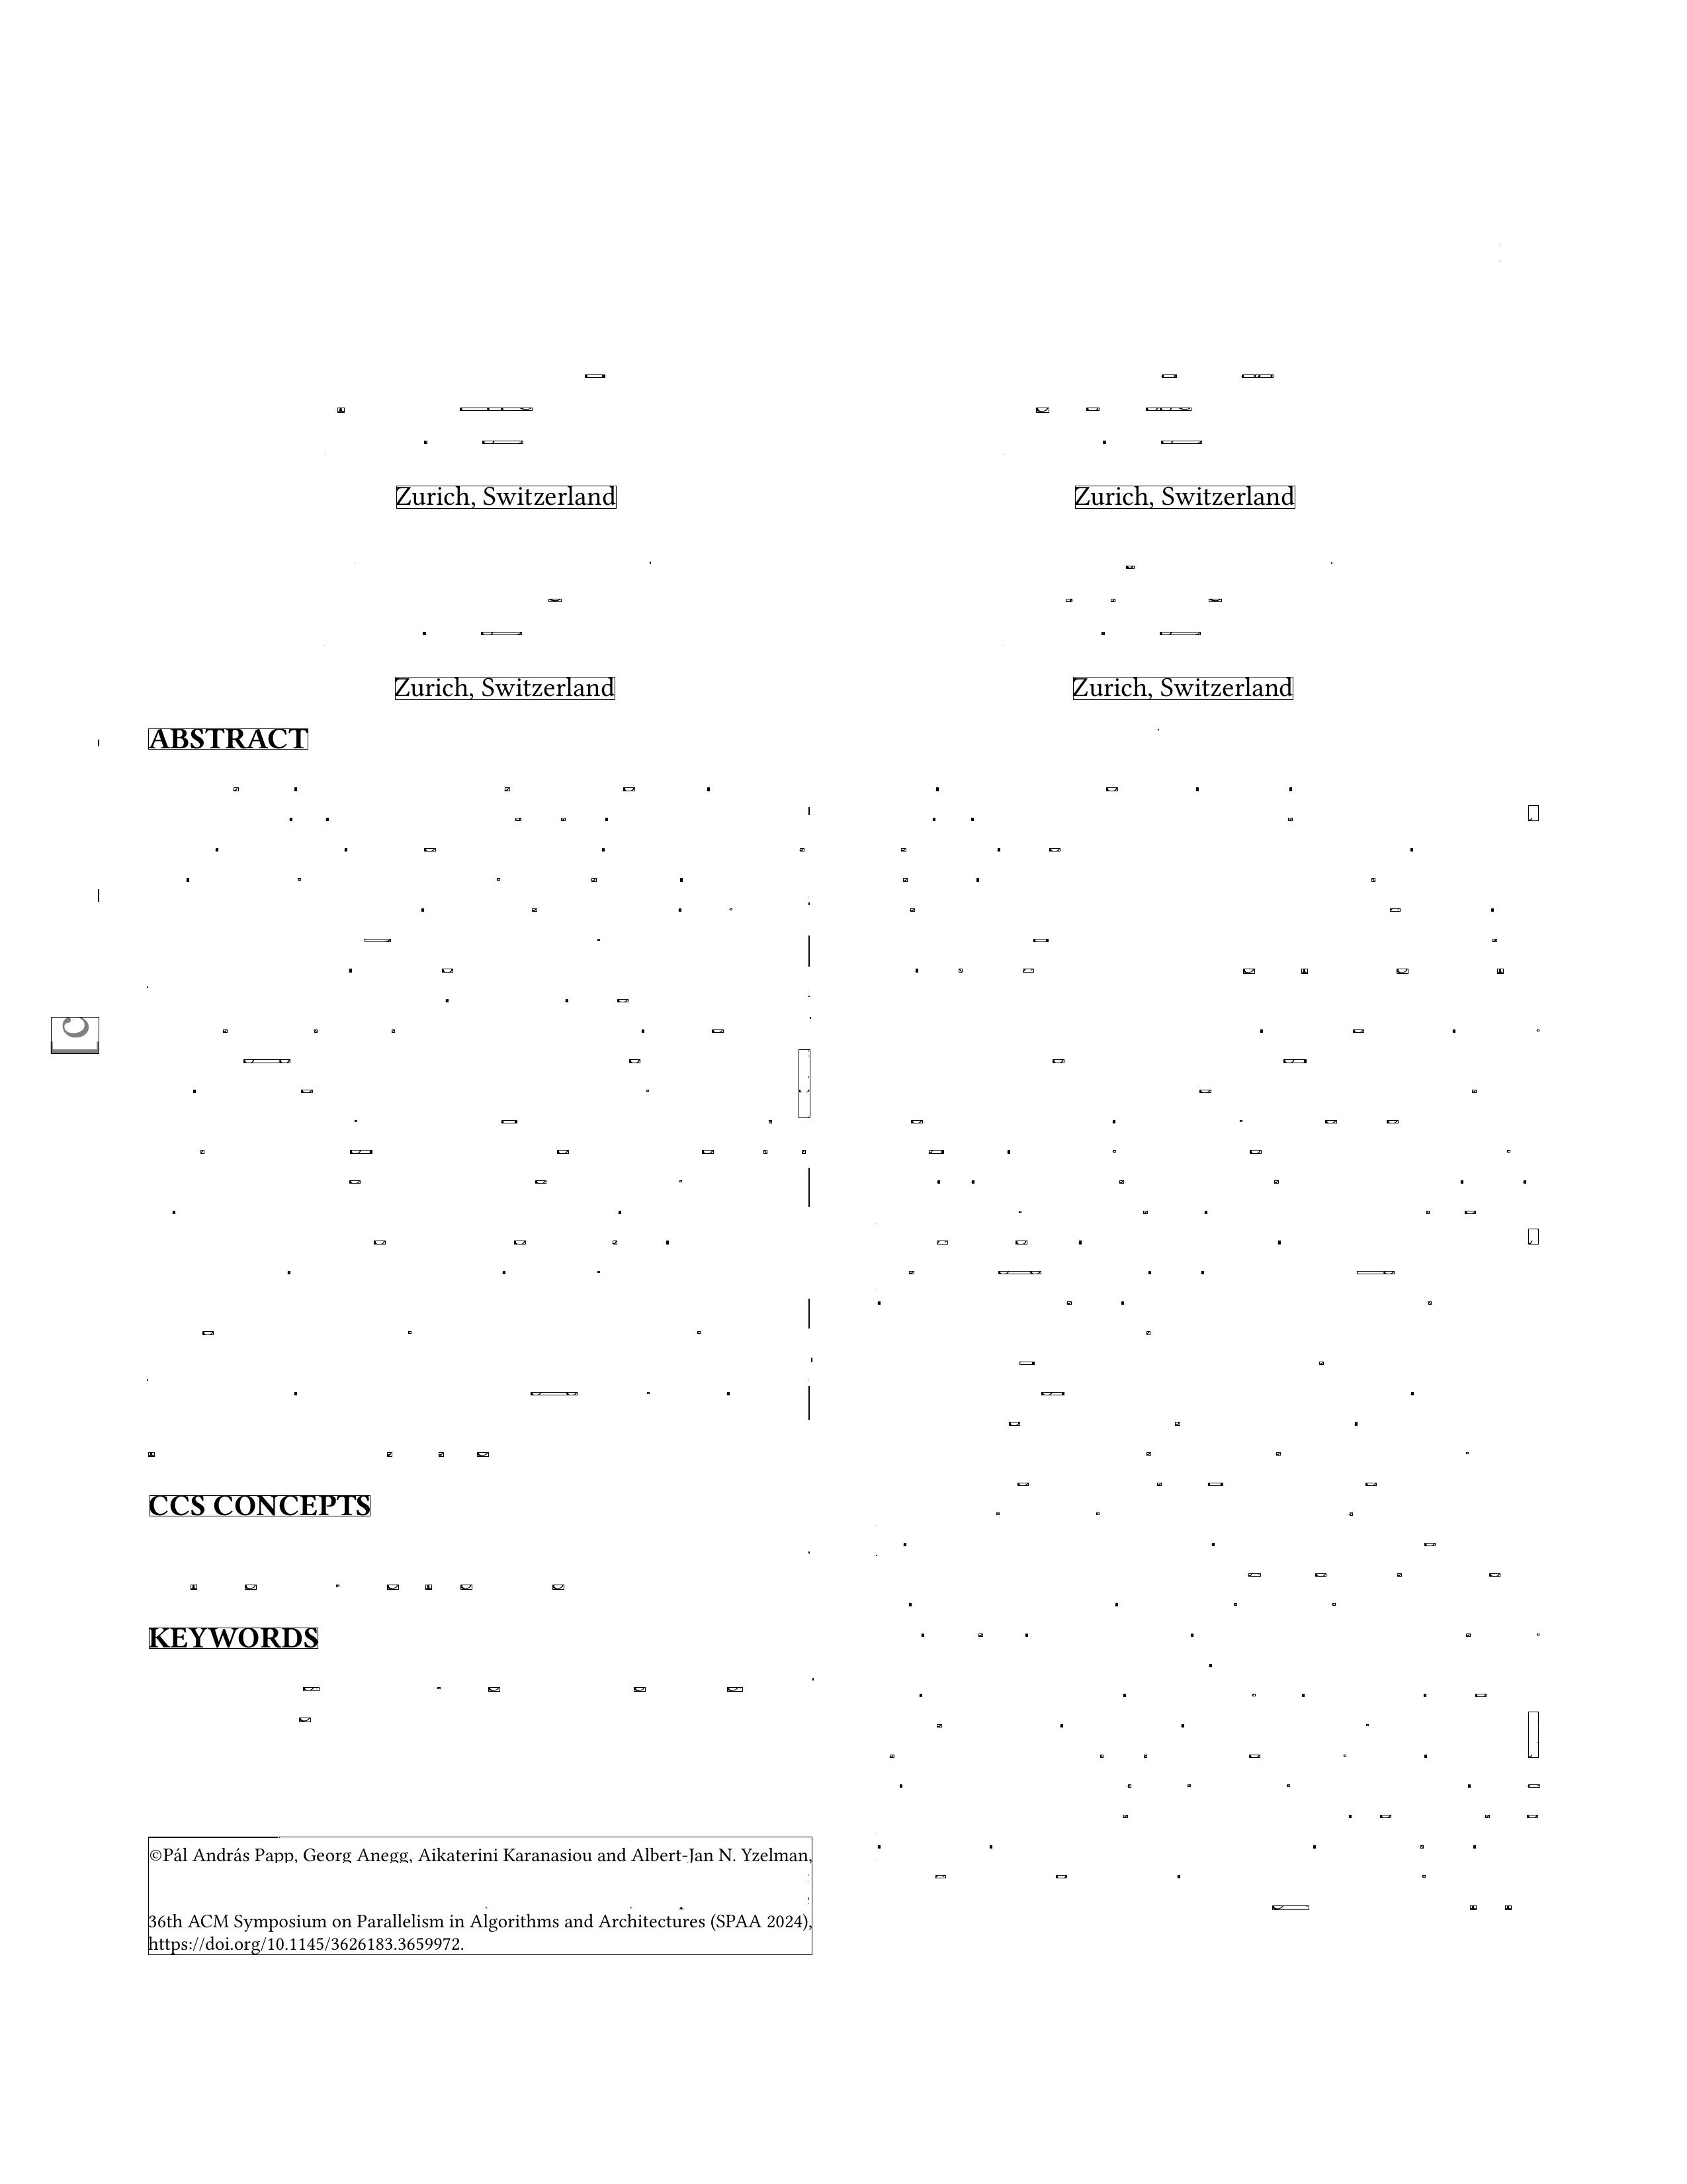 Zurich, Switzerland
Zurich, Switzerland
Zurich, Switzerland
Zurich, Switzerland
ABSTRACT
C
CCS CONCEPTS
KEYWORDS
©Pál András Papp, Georg Anegg, Aikaterini Karanasiou and Albert-Jan N. Yzelman,
36th ACM Symposium on Parallelism in Algorithms and Architectures (SPAA 2024),
https://doi.org/10.1145/3626183.3659972.